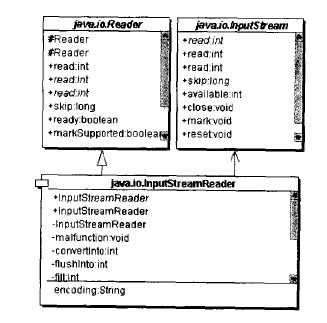 java.io.Reader
#Reader
#Reader
+read:int
+read:int
+read:int
+skip:long
+ready:boolean
+markSupported:boolean
java.io.InputStream
+read:int
+read:int
+read:int
+skip:long
+available:int
+close:void
+mark:void
+reset:void
java.io.InputStreamReader
+InputStreamReader
+InputStreamReader
-InputStreamReader
-malfunction:void
-convertInto:int
-flushInto:int
-fill:int
encoding:String